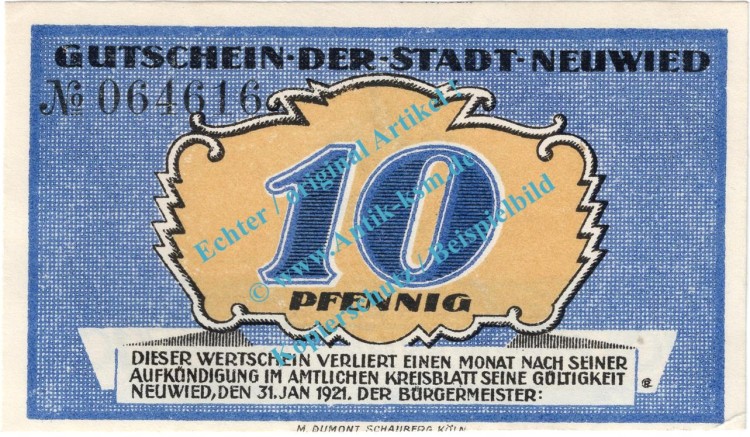 GUTSCHEIN·DER·STADT·NEUWIED
№ 064616
10
PFENNIG
Echter / original Artikel !
© www.Antik-ksm.de
Kopierschutz / Beispielbild
DIESER WERTSCHEIN VERLIERT EINEN MONAT NACH SEINER
AUFKÜNDIGUNG IM AMTLICHEN KREISBLATT SEINE GÜLTIGKEIT
NEUWIED, DEN 31. JAN 1921. DER BÜRGERMEISTER:
M. DUMONT SCHAUBERG KÖLN